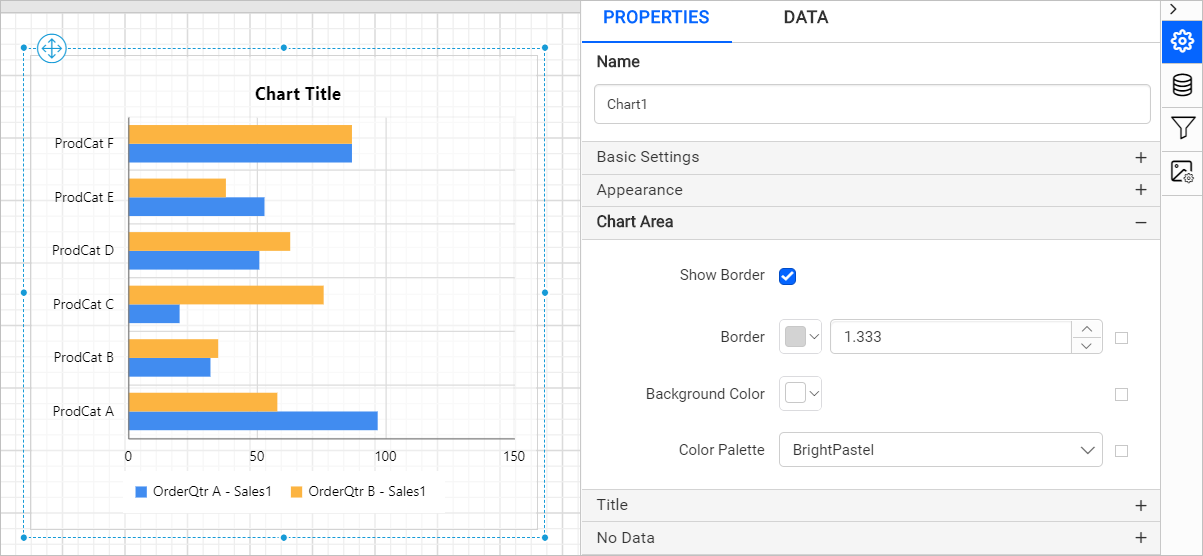 Chart Title
ProdCat F
ProdCat E
ProdCat D
ProdCat C
ProdCat B
ProdCat A
0 50 100 150
OrderQtr A - Sales1 OrderQtr B - Sales1
PROPERTIES DATA
Name
Chart1
Basic Settings
Appearance
Chart Area
Show Border
Border 1.333
Background Color
Color Palette BrightPastel
Title
No Data